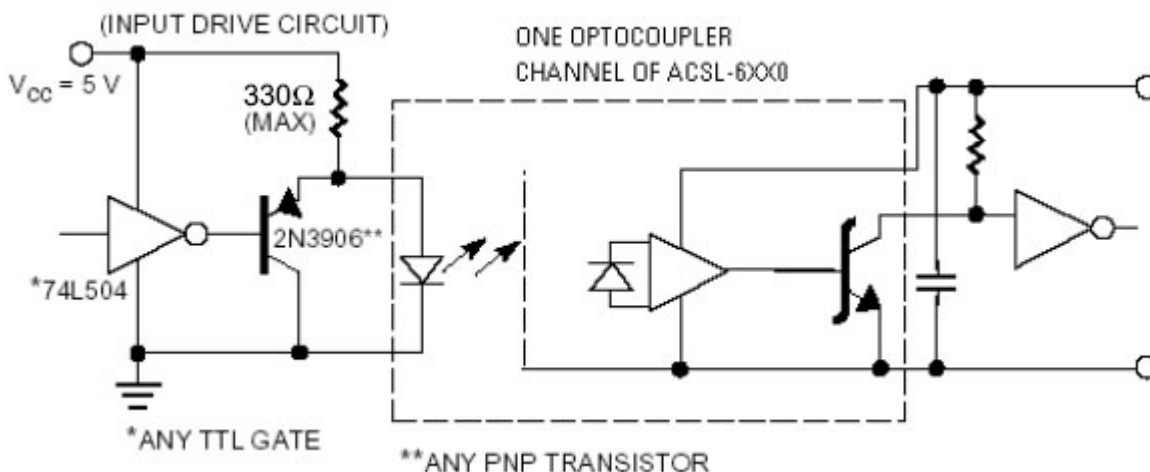 (INPUT DRIVE CIRCUIT)
VCC = 5 V
330Ω
(MAX)
ONE OPTOCOUPLER
CHANNEL OF ACSL-6XX0
2N3906**
*74L504
*ANY TTL GATE
**ANY PNP TRANSISTOR